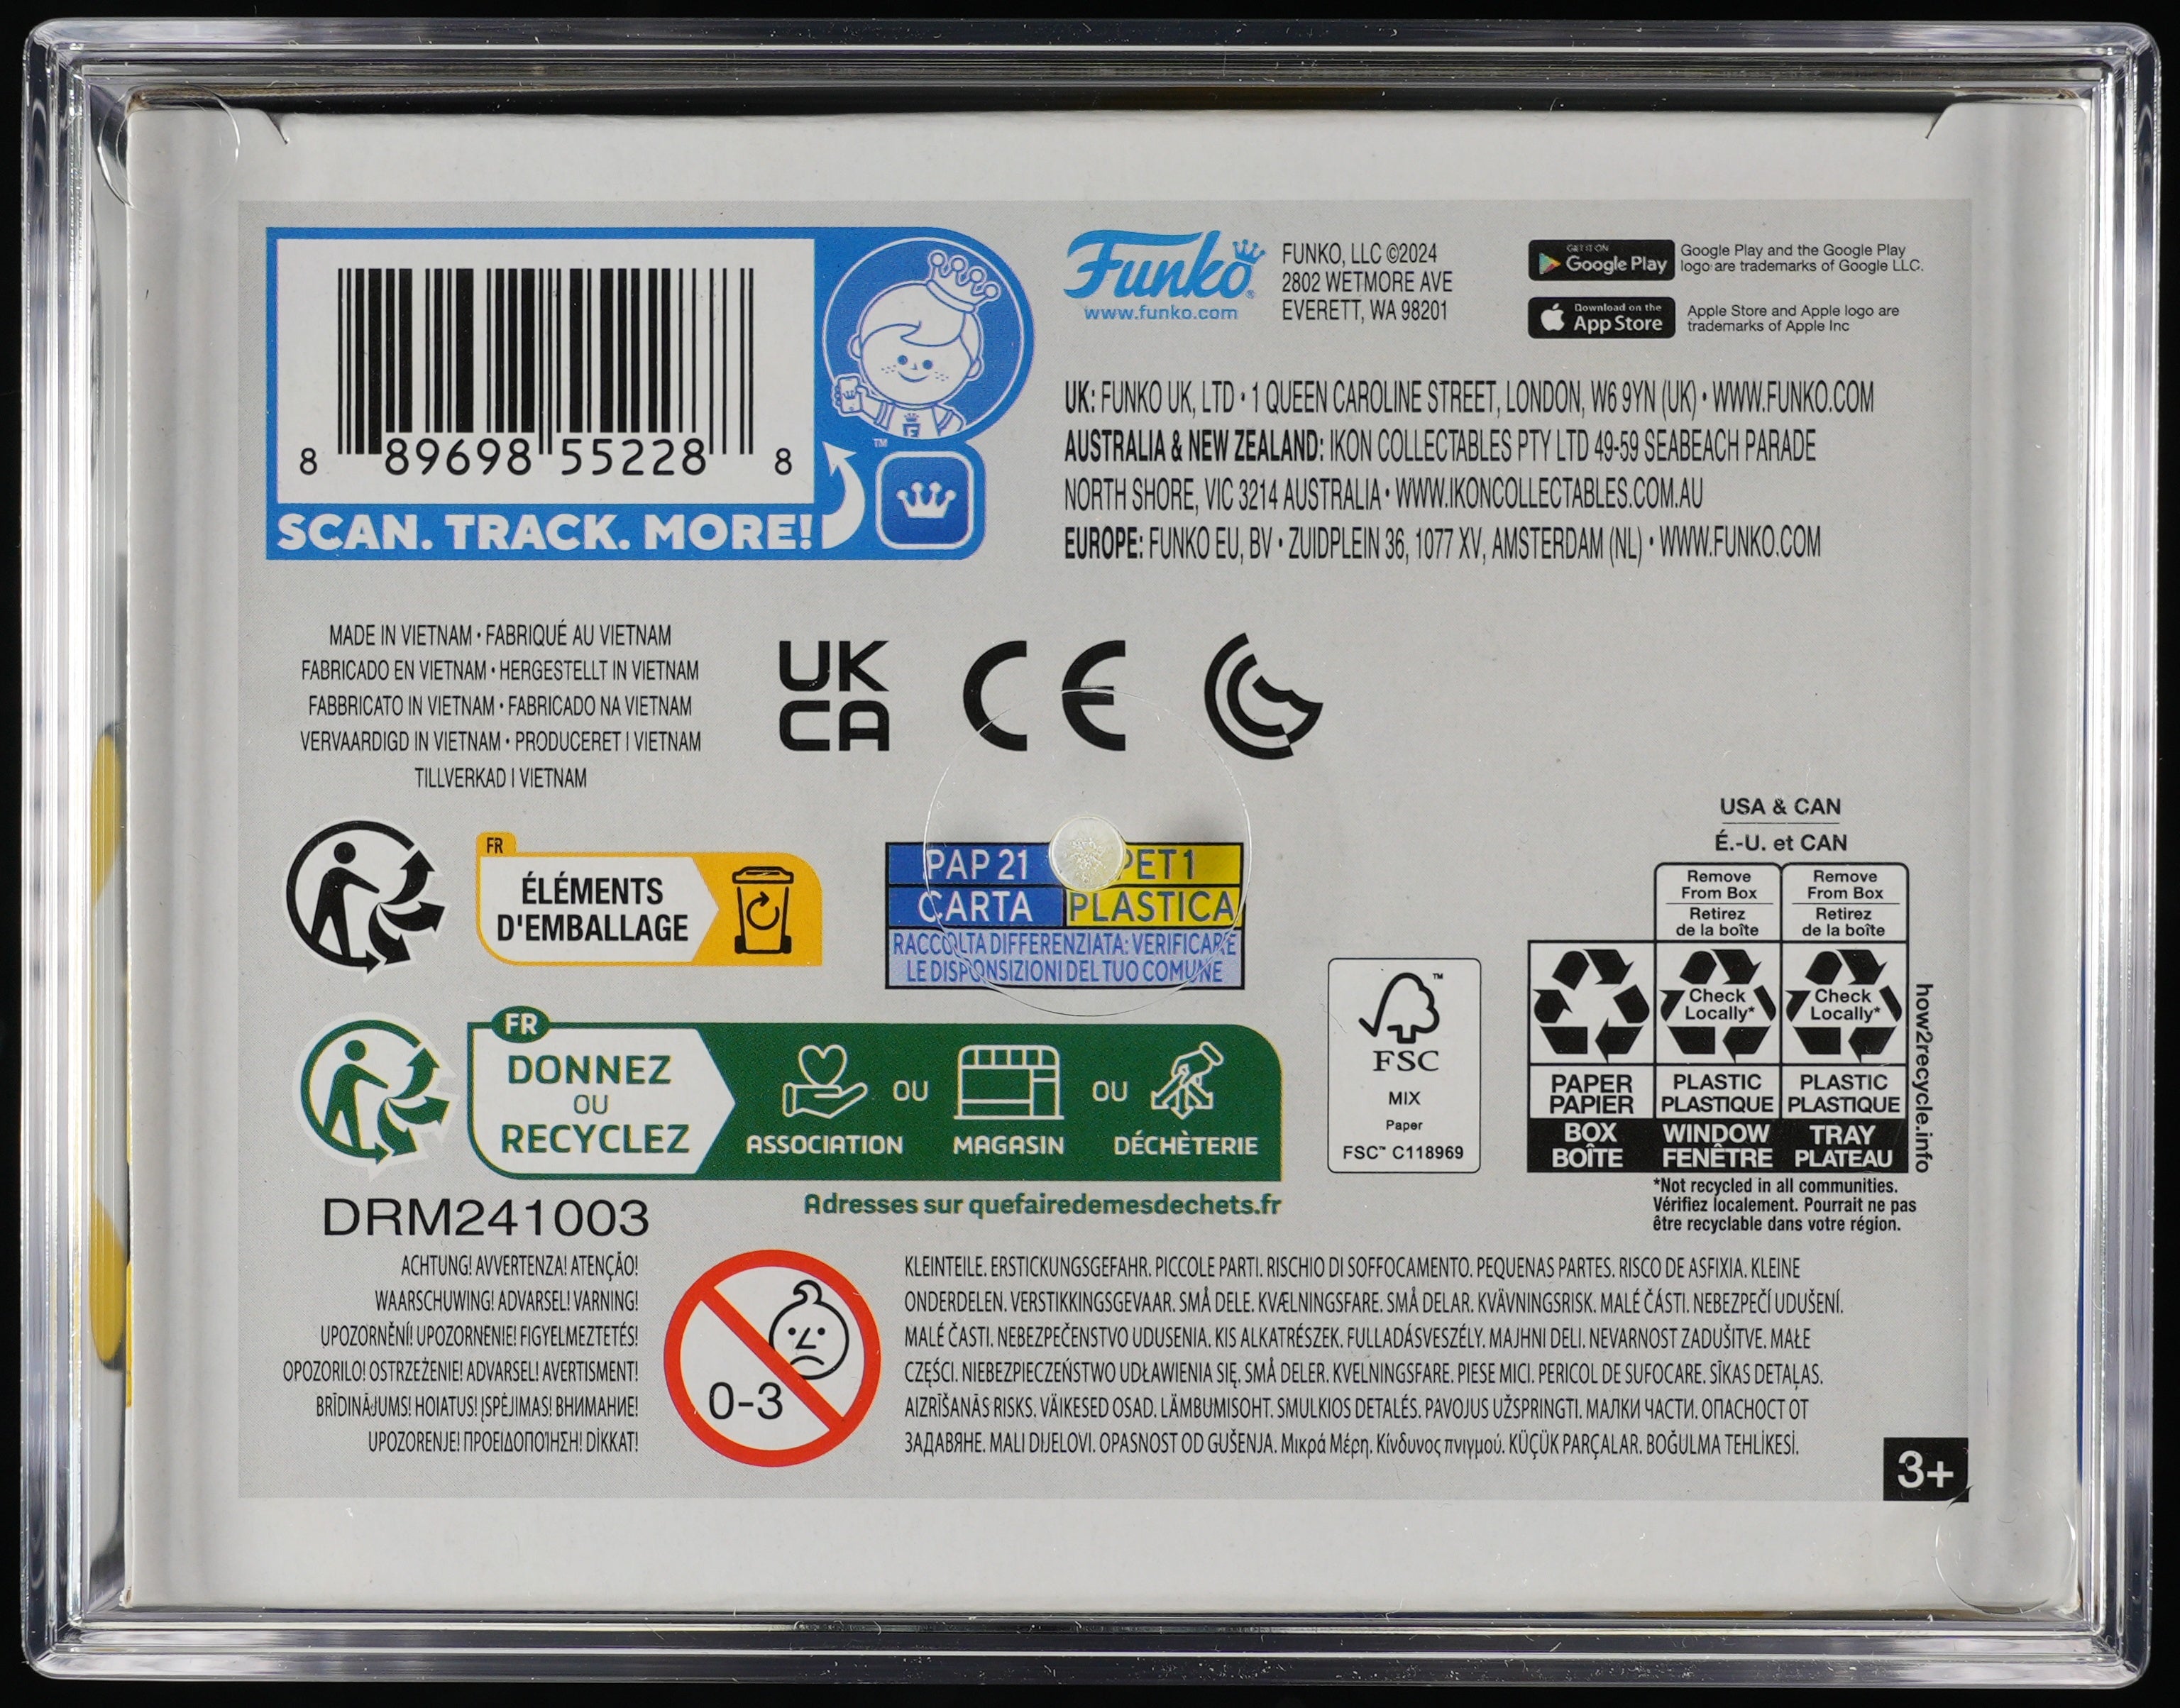 8 89698 55228 8
SCAN. TRACK. MORE!
TM
Funko®
www.funko.com
FUNKO, LLC ©2024
2802 WETMORE AVE
EVERETT, WA 98201
GET IT ON
Google Play
Google Play and the Google Play
logo are trademarks of Google LLC.
Download on the
App Store
Apple Store and Apple logo are
trademarks of Apple Inc
UK: FUNKO UK, LTD • 1 QUEEN CAROLINE STREET, LONDON, W6 9YN (UK) • WWW.FUNKO.COM
AUSTRALIA & NEW ZEALAND: IKON COLLECTABLES PTY LTD 49-59 SEABEACH PARADE
NORTH SHORE, VIC 3214 AUSTRALIA • WWW.IKONCOLLECTABLES.COM.AU
EUROPE: FUNKO EU, BV • ZUIDPLEIN 36, 1077 XV, AMSTERDAM (NL) • WWW.FUNKO.COM
MADE IN VIETNAM • FABRIQUÉ AU VIETNAM
FABRICADO EN VIETNAM • HERGESTELLT IN VIETNAM
FABBRICATO IN VIETNAM • FABRICADO NA VIETNAM
VERVAARDIGD IN VIETNAM • PRODUCERET I VIETNAM
TILLVERKAD I VIETNAM
UK
CA
CE
FR
ÉLÉMENTS
D'EMBALLAGE
PAP 21
PET 1
CARTA
PLASTICA
RACCOLTA DIFFERENZIATA: VERIFICARE
LE DISPONSIZIONI DEL TUO COMUNE
USA & CAN
É.-U. et CAN
Remove
From Box
Retirez
de la boîte
Remove
From Box
Retirez
de la boîte
Check
Locally*
Check
Locally*
PAPER
PAPIER
PLASTIC
PLASTIQUE
PLASTIC
PLASTIQUE
BOX
BOÎTE
WINDOW
FENÊTRE
TRAY
PLATEAU
how2recycle.info
*Not recycled in all communities.
Vérifiez localement. Pourrait ne pas
être recyclable dans votre région.
FSC
TM
MIX
Paper
FSC™ C118969
FR
DONNEZ
OU
RECYCLEZ
ASSOCIATION
OU
MAGASIN
OU
DÉCHÈTERIE
Adresses sur quefairedemesdechets.fr
DRM241003
ACHTUNG! AVVERTENZA! ATENÇÃO!
WAARSCHUWING! ADVARSEL! VARNING!
UPOZORNĚNÍ! UPOZORNENIE! FIGYELMEZTETÉS!
OPOZORILO! OSTRZEŻENIE! ADVARSEL! AVERTISMENT!
BRĪDINĀJUMS! HOIATUS! ĮSPĖJIMAS! ВНИМАНИЕ!
UPOZORENJE! ΠΡΟΕΙΔΟΠΟΊΗΣΗ! DİKKAT!
0-3
KLEINTEILE. ERSTICKUNGSGEFAHR. PICCOLE PARTI. RISCHIO DI SOFFOCAMENTO. PEQUENAS PARTES. RISCO DE ASFIXIA. KLEINE
ONDERDELEN. VERSTIKKINGSGEVAAR. SMÅ DELE. KVÆLNINGSFARE. SMÅ DELAR. KVÄVNINGSRISK. MALÉ ČÁSTI. NEBEZPEČÍ UDUŠENÍ.
MALÉ ČASTI. NEBEZPEČENSTVO UDUSENIA. KIS ALKATRÉSZEK. FULLADÁSVESZÉLY. MAJHNI DELI. NEVARNOST ZADUŠITVE. MAŁE
CZĘŚCI. NIEBEZPIECZEŃSTWO UDŁAWIENIA SIĘ. SMÅ DELER. KVELNINGSFARE. PIESE MICI. PERICOL DE SUFOCARE. SĪKAS DETAĻAS.
AIZRĪŠANĀS RISKS. VÄIKESED OSAD. LÄMBUMISOHT. SMULKIOS DETALĖS. PAVOJUS UŽSPRINGTI. МАЛКИ ЧАСТИ. ОПАСНОСТ ОТ
ЗАДАВЯНЕ. MALI DIJELOVI. OPASNOST OD GUŠENJA. Μικρά Μέρη. Κίνδυνος πνιγμού. KÜÇÜK PARÇALAR. BOĞULMA TEHLİKESİ.
3+